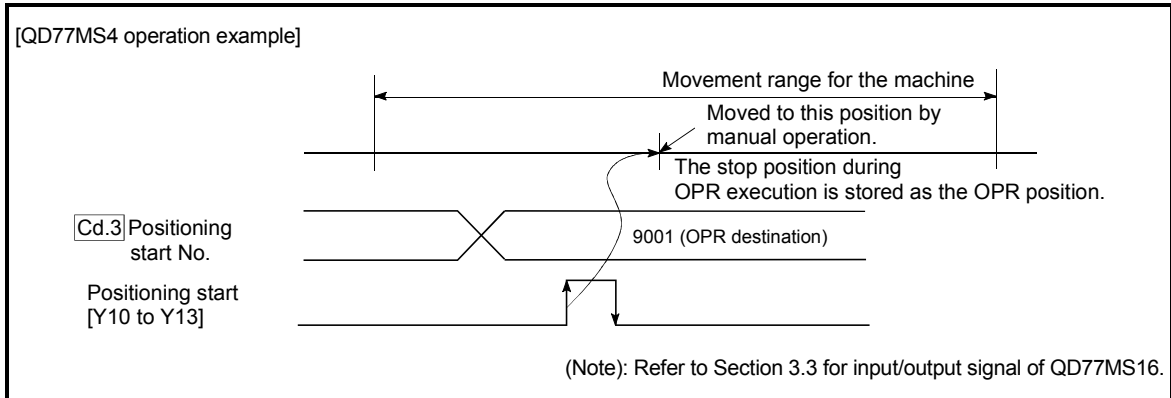 [QD77MS4 operation example]
Movement range for the machine
Moved to this position by
manual operation.
The stop position during
OPR execution is stored as the OPR position.
Cd.3 Positioning
start No.
9001 (OPR destination)
Positioning start
[Y10 to Y13]
(Note): Refer to Section 3.3 for input/output signal of QD77MS16.